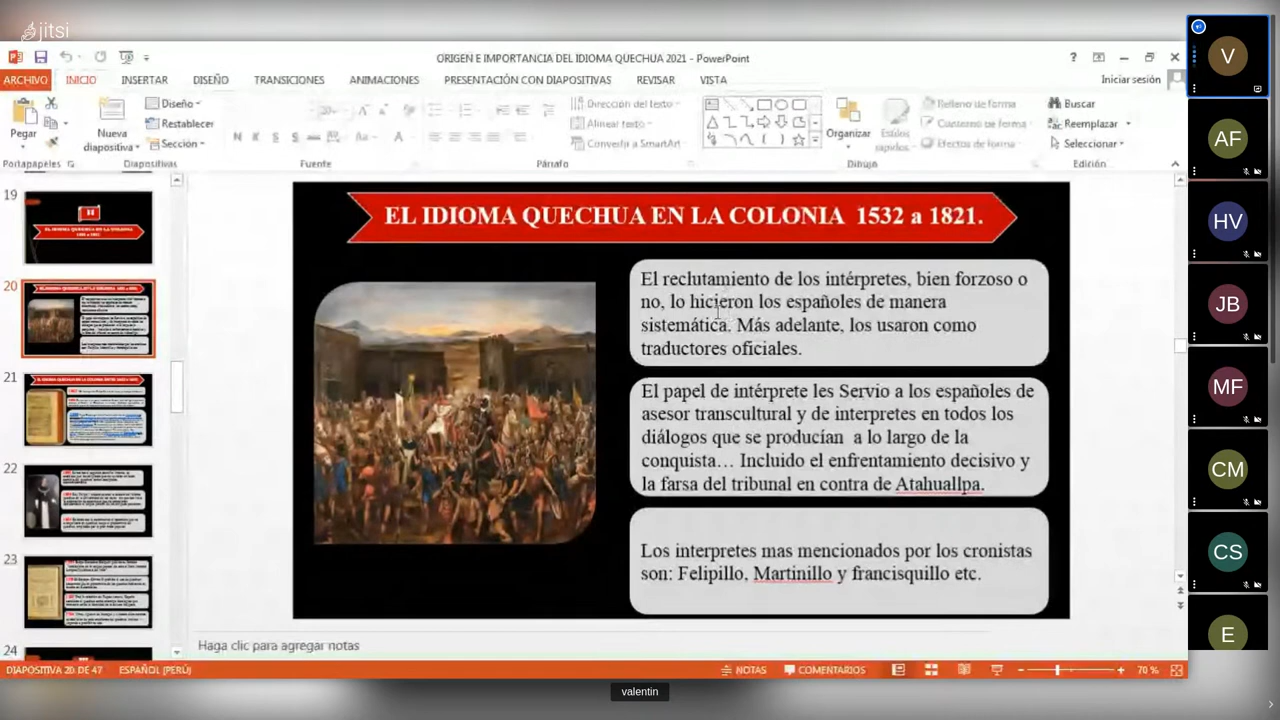 jitsi
ORIGEN E IMPORTANCIA DEL IDIOMA QUECHUA 2021 - PowerPoint
ARCHIVO INICIO INSERTAR DISEÑO TRANSICIONES ANIMACIONES PRESENTACIÓN CON DIAPOSITIVAS REVISAR VISTA
Iniciar sesión
Pegar
Nueva diapositiva
Diseño
Restablecer
Sección
N K S S
Dirección del texto
Alinear texto
Convertir a SmartArt
Organizar
Estilos rápidos
Relleno de forma
Contorno de forma
Efectos de forma
Buscar
Reemplazar
Seleccionar
Portapapeles Diapositivas Fuente Párrafo Dibujo Edición
19
20
21
22
23
24
EL IDIOMA QUECHUA EN LA COLONIA 1532 a 1821.
El reclutamiento de los intérpretes, bien forzoso o
no, lo hicieron los españoles de manera
sistemática. Más adelante, los usaron como
traductores oficiales.
El papel de intérprete les Servio a los españoles de
asesor transcultural y de interpretes en todos los
diálogos que se producían a lo largo de la
conquista… Incluido el enfrentamiento decisivo y
la farsa del tribunal en contra de Atahuallpa.
Los interpretes mas mencionados por los cronistas
son: Felipillo, Martinillo y francisquillo etc.
Haga clic para agregar notas
DIAPOSITIVA 20 DE 47 ESPAÑOL (PERÚ) NOTAS COMENTARIOS 70 %
valentin
V
AF
HV
JB
MF
CM
CS
E